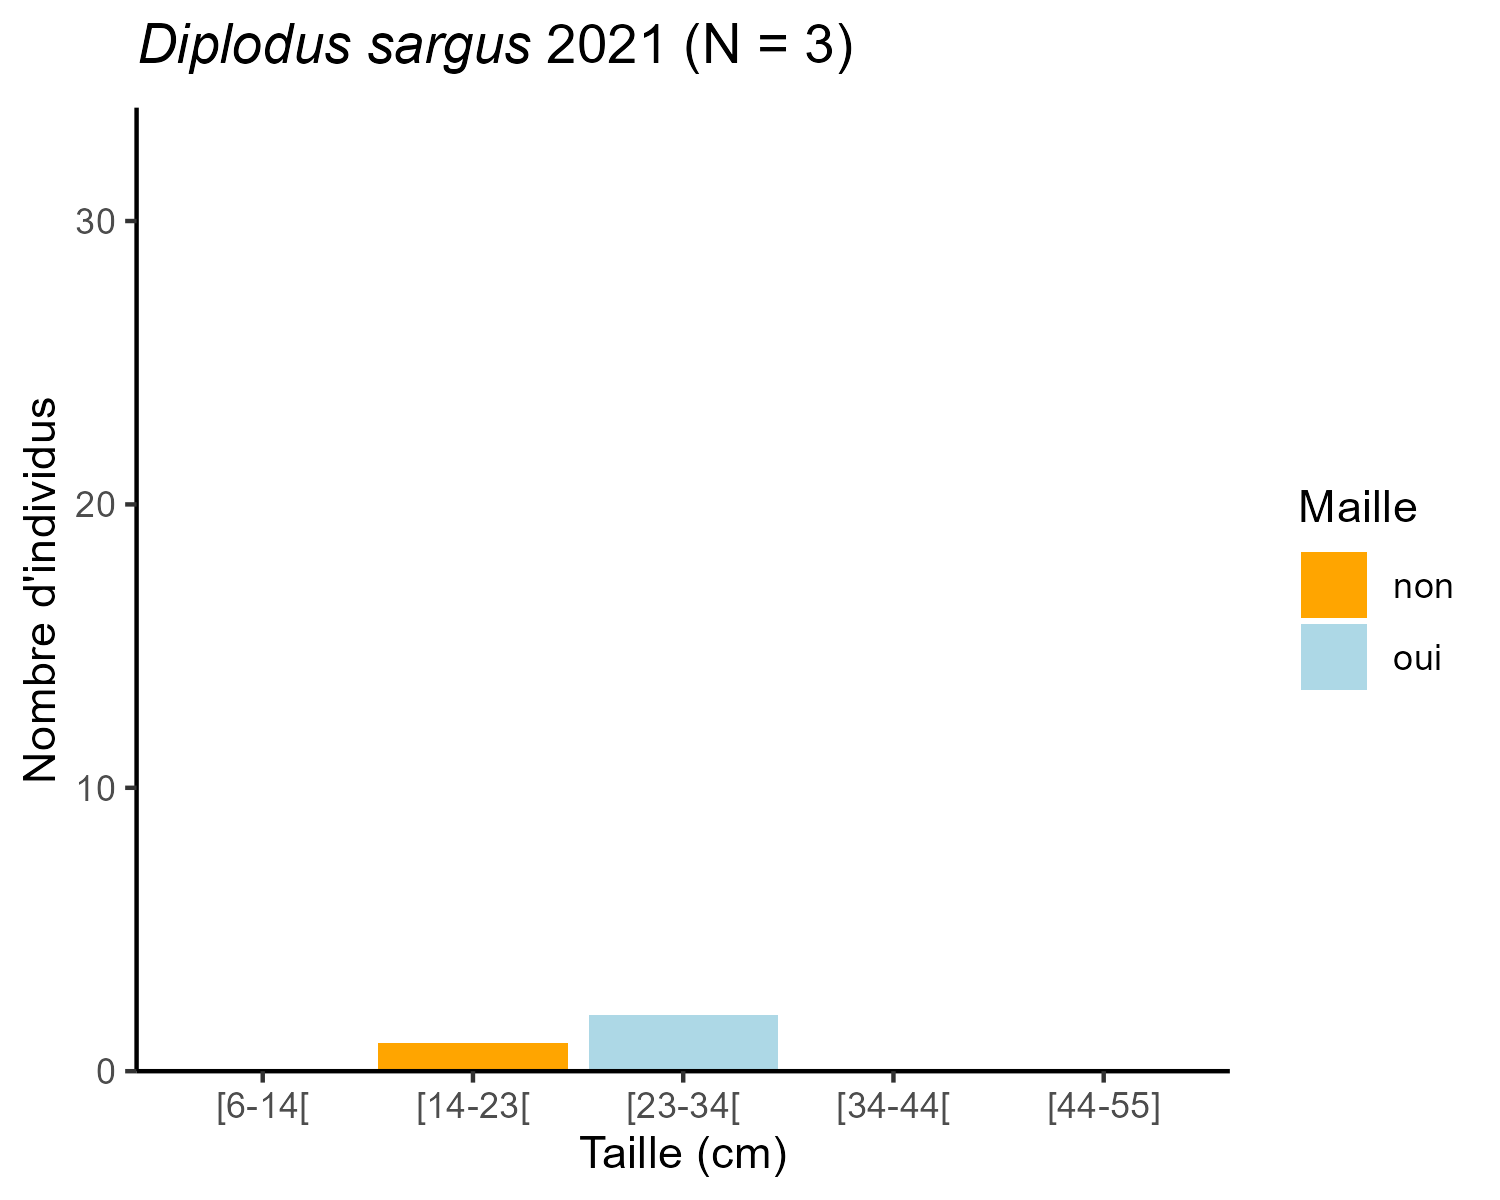 Diplodus sargus 2021 (N = 3)
Nombre d'individus
30
20
10
0
[6-14[
[14-23[
[23-34[
[34-44[
[44-55]
Taille (cm)
Maille
non
oui